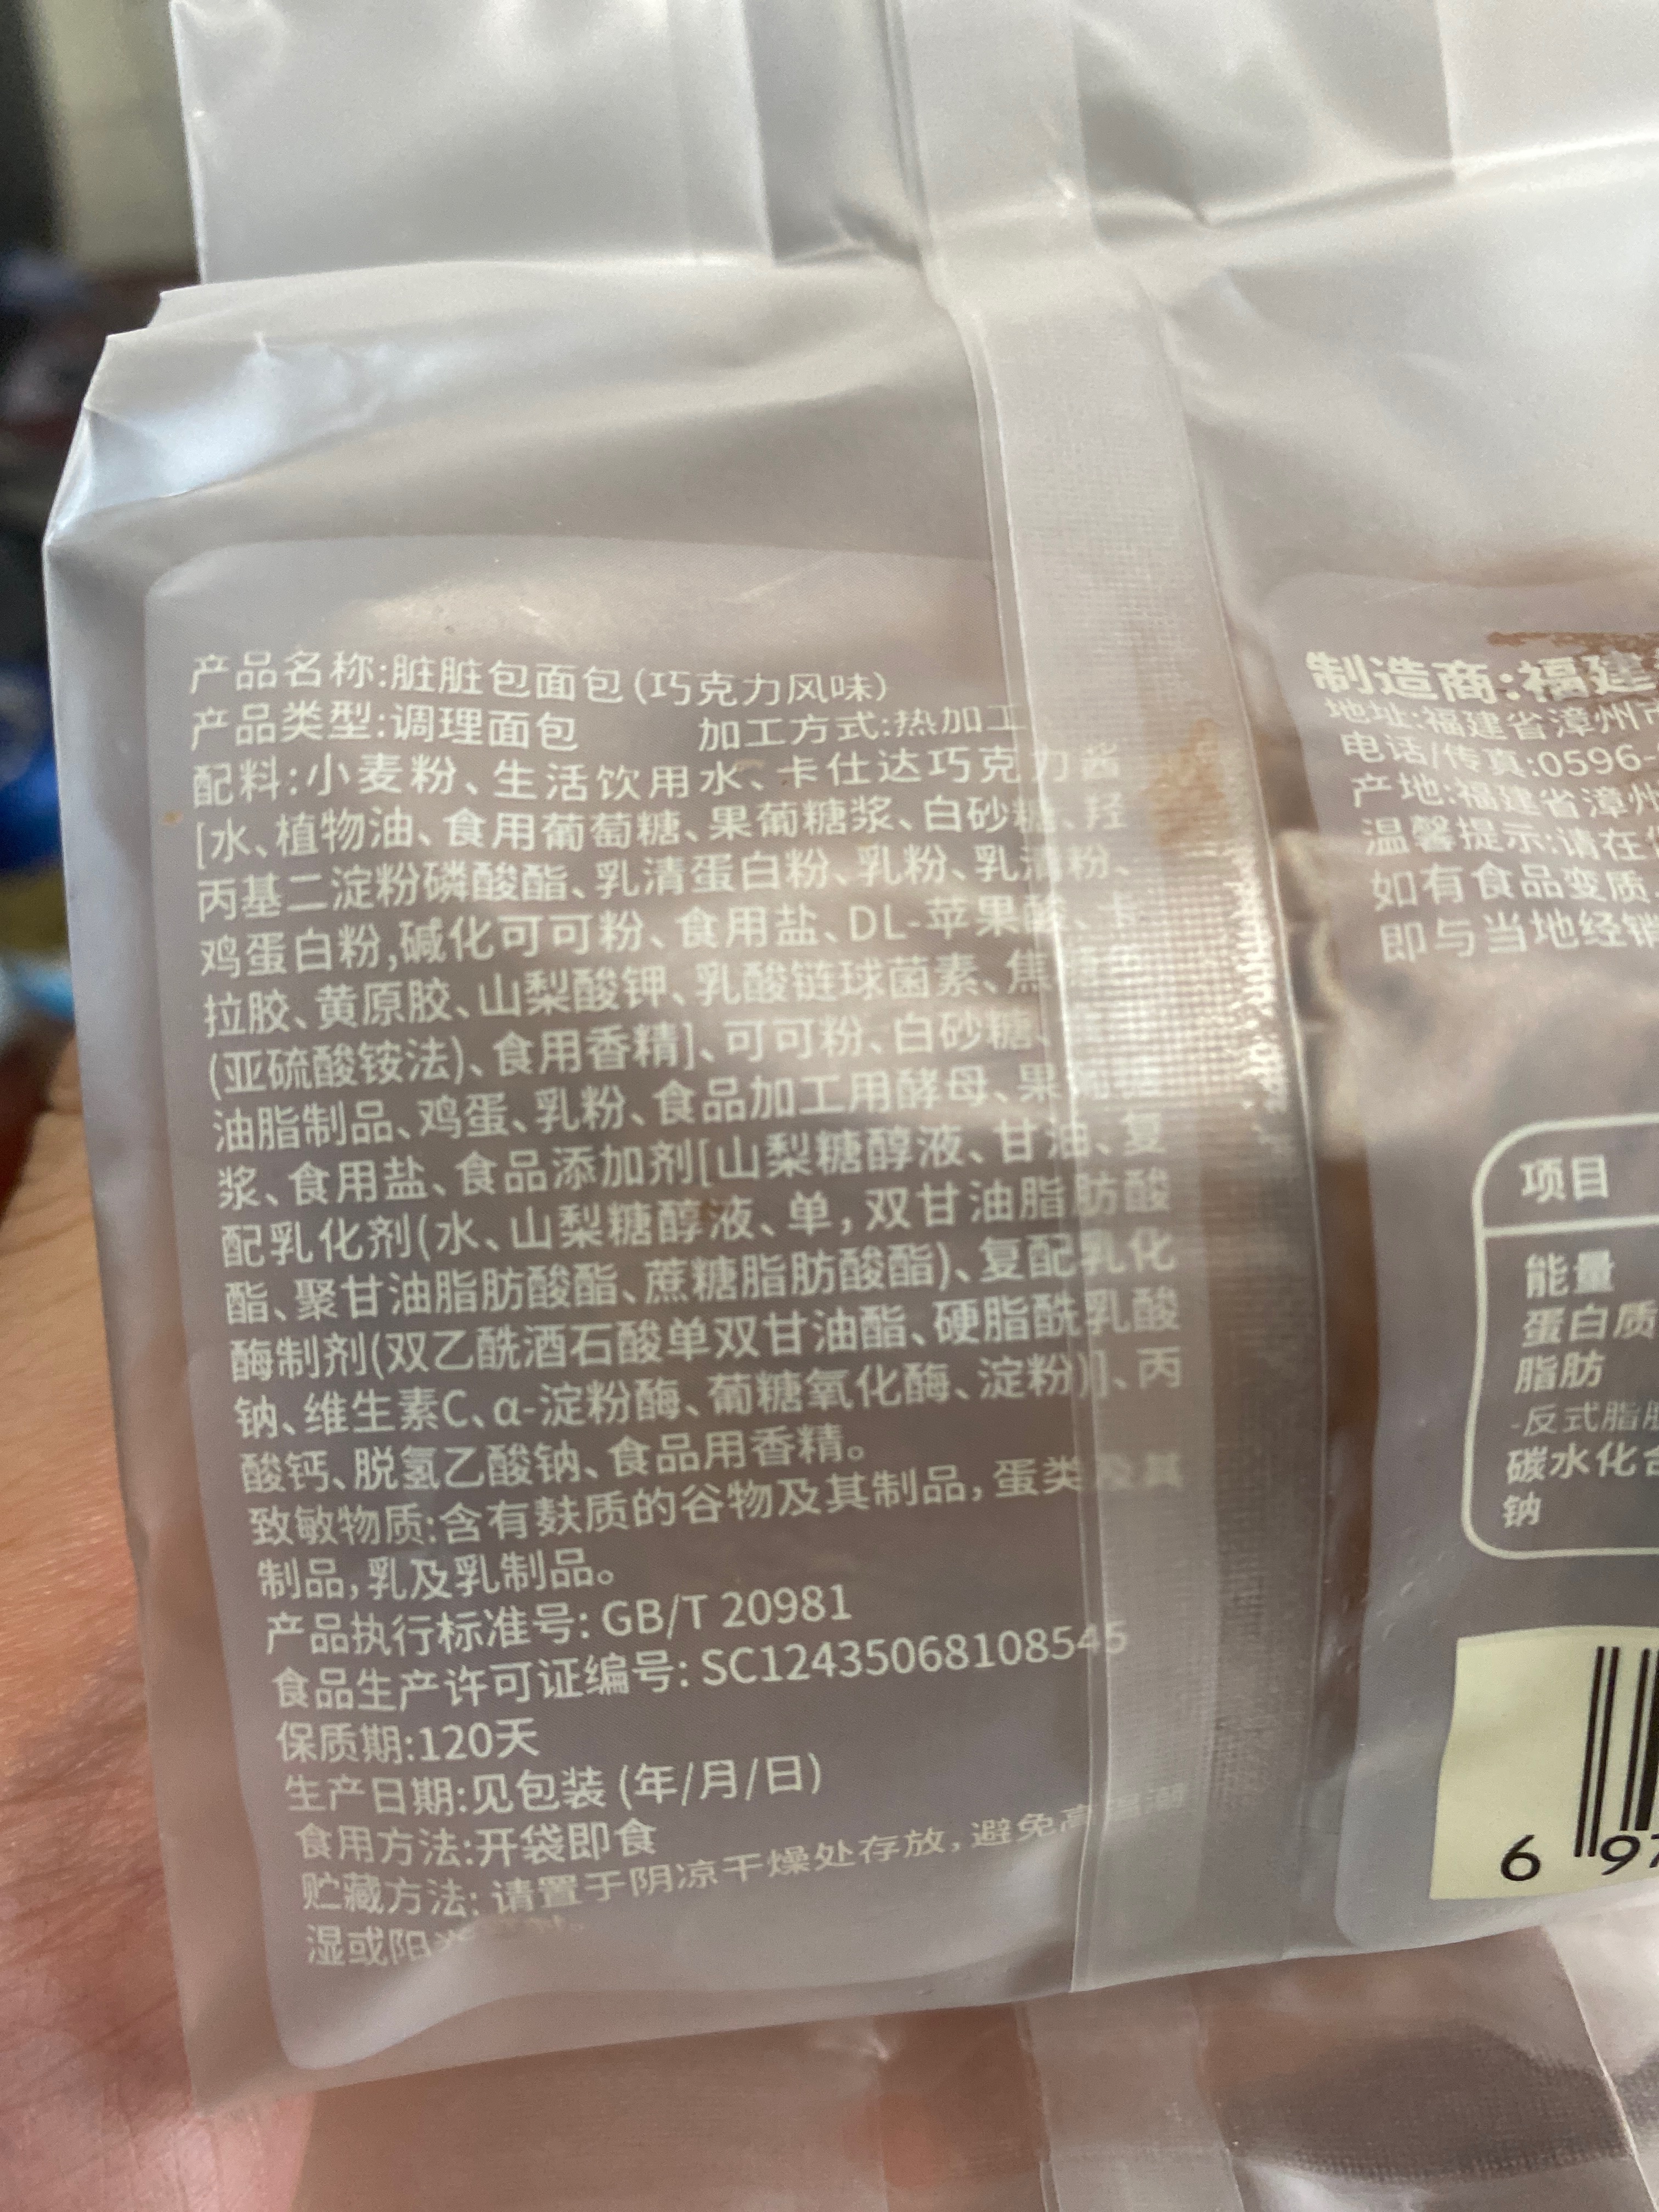 产品名称:脏脏包面包(巧克力风味)
产品类型:调理面包 加工方式:热加工
配料:小麦粉、生活饮用水、卡仕达巧克力酱
[水、植物油、食用葡萄糖、果葡糖浆、白砂糖、羟
丙基二淀粉磷酸酯、乳清蛋白粉、乳粉、乳清粉、
鸡蛋白粉,碱化可可粉、食用盐、DL-苹果酸、卡
拉胶、黄原胶、山梨酸钾、乳酸链球菌素、焦糖色
(亚硫酸铵法)、食用香精]、可可粉、白砂糖、
油脂制品、鸡蛋、乳粉、食品加工用酵母、果葡糖
浆、食用盐、食品添加剂[山梨糖醇液、甘油、复
配乳化剂(水、山梨糖醇液、单,双甘油脂肪酸
酯、聚甘油脂肪酸酯、蔗糖脂肪酸酯)、复配乳化
酶制剂(双乙酰酒石酸单双甘油酯、硬脂酰乳酸
钠、维生素C、α-淀粉酶、葡糖氧化酶、淀粉)]、丙
酸钙、脱氢乙酸钠、食品用香精。
致敏物质:含有麸质的谷物及其制品,蛋类及其
制品,乳及乳制品。
产品执行标准号: GB/T 20981
食品生产许可证编号: SC12435068108545
保质期:120天
生产日期:见包装 (年/月/日)
食用方法:开袋即食
贮藏方法: 请置于阴凉干燥处存放,避免高温潮
湿或阳光
制造商:福建
地址:福建省漳州市
电话/传真:0596-
产地:福建省漳州
温馨提示:请在保
如有食品变质
即与当地经销
项目
能量
蛋白质
脂肪
-反式脂肪
碳水化合
钠
6 97